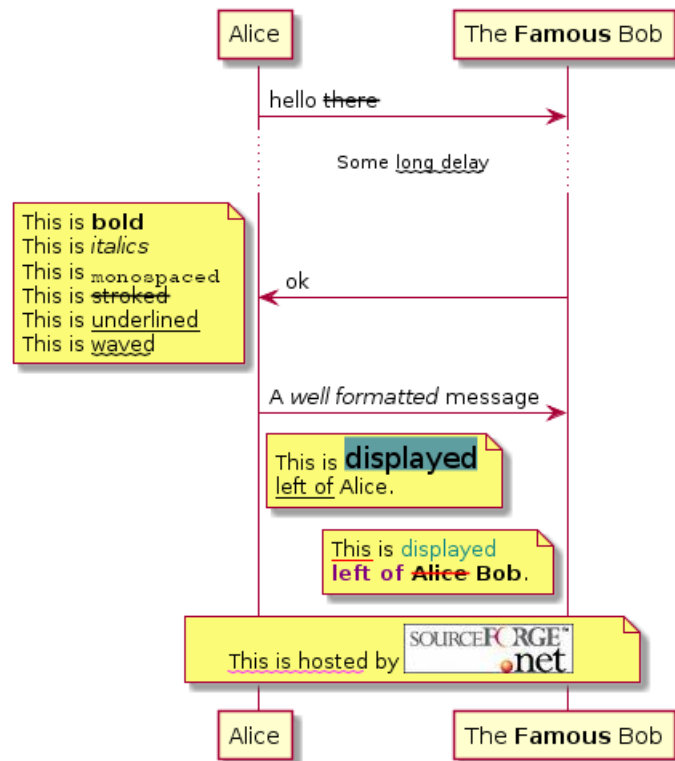 Alice
The Famous Bob
hello there
Some long delay
This is bold
This is italics
This is monospaced
This is stroked
This is underlined
This is waved
ok
A well formatted message
This is displayed
left of Alice.
This is displayed
left of Alice Bob.
This is hosted by SOURCEFORGE™ .net
Alice
The Famous Bob